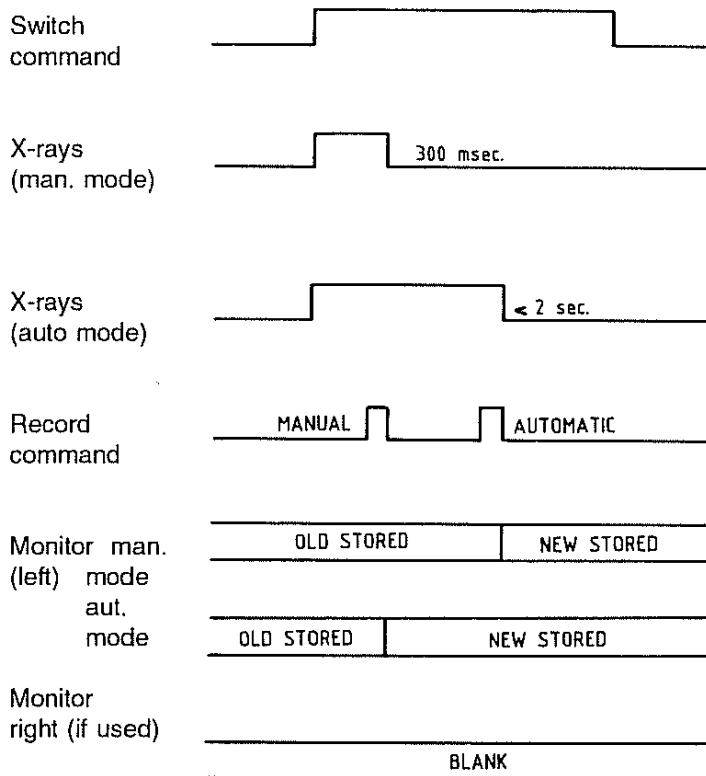 Switch
command
X-rays
(man. mode)
300 msec.
X-rays
(auto mode)
< 2 sec.
Record
command
MANUAL
AUTOMATIC
Monitor man.
(left) mode
aut.
mode
OLD STORED
NEW STORED
OLD STORED
NEW STORED
Monitor
right (if used)
BLANK